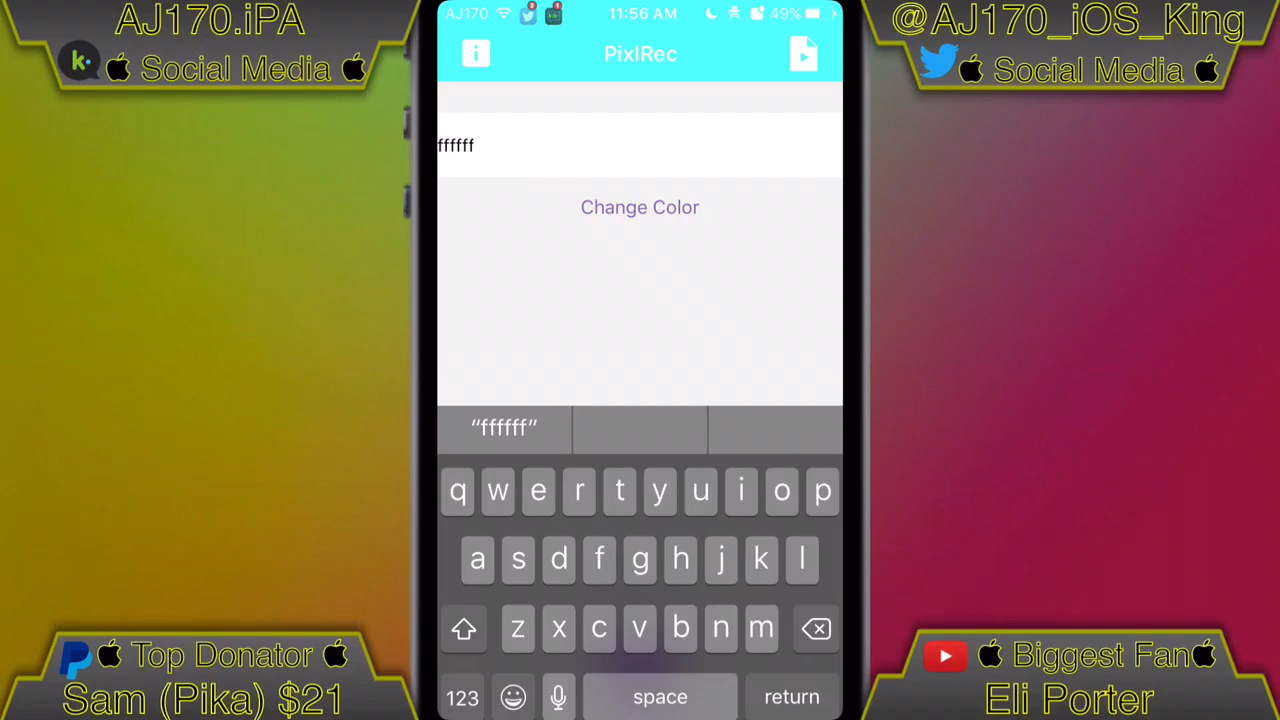 AJ170.iPA
Social Media
@AJ170_iOS_King
Social Media
AJ170 11:56 AM 49%
PixlRec
ffffff
Change Color
“ffffff”
q w e r t y u i o p
a s d f g h j k l
z x c v b n m
123 space return
Top Donator
Sam (Pika) $21
Biggest Fan
Eli Porter